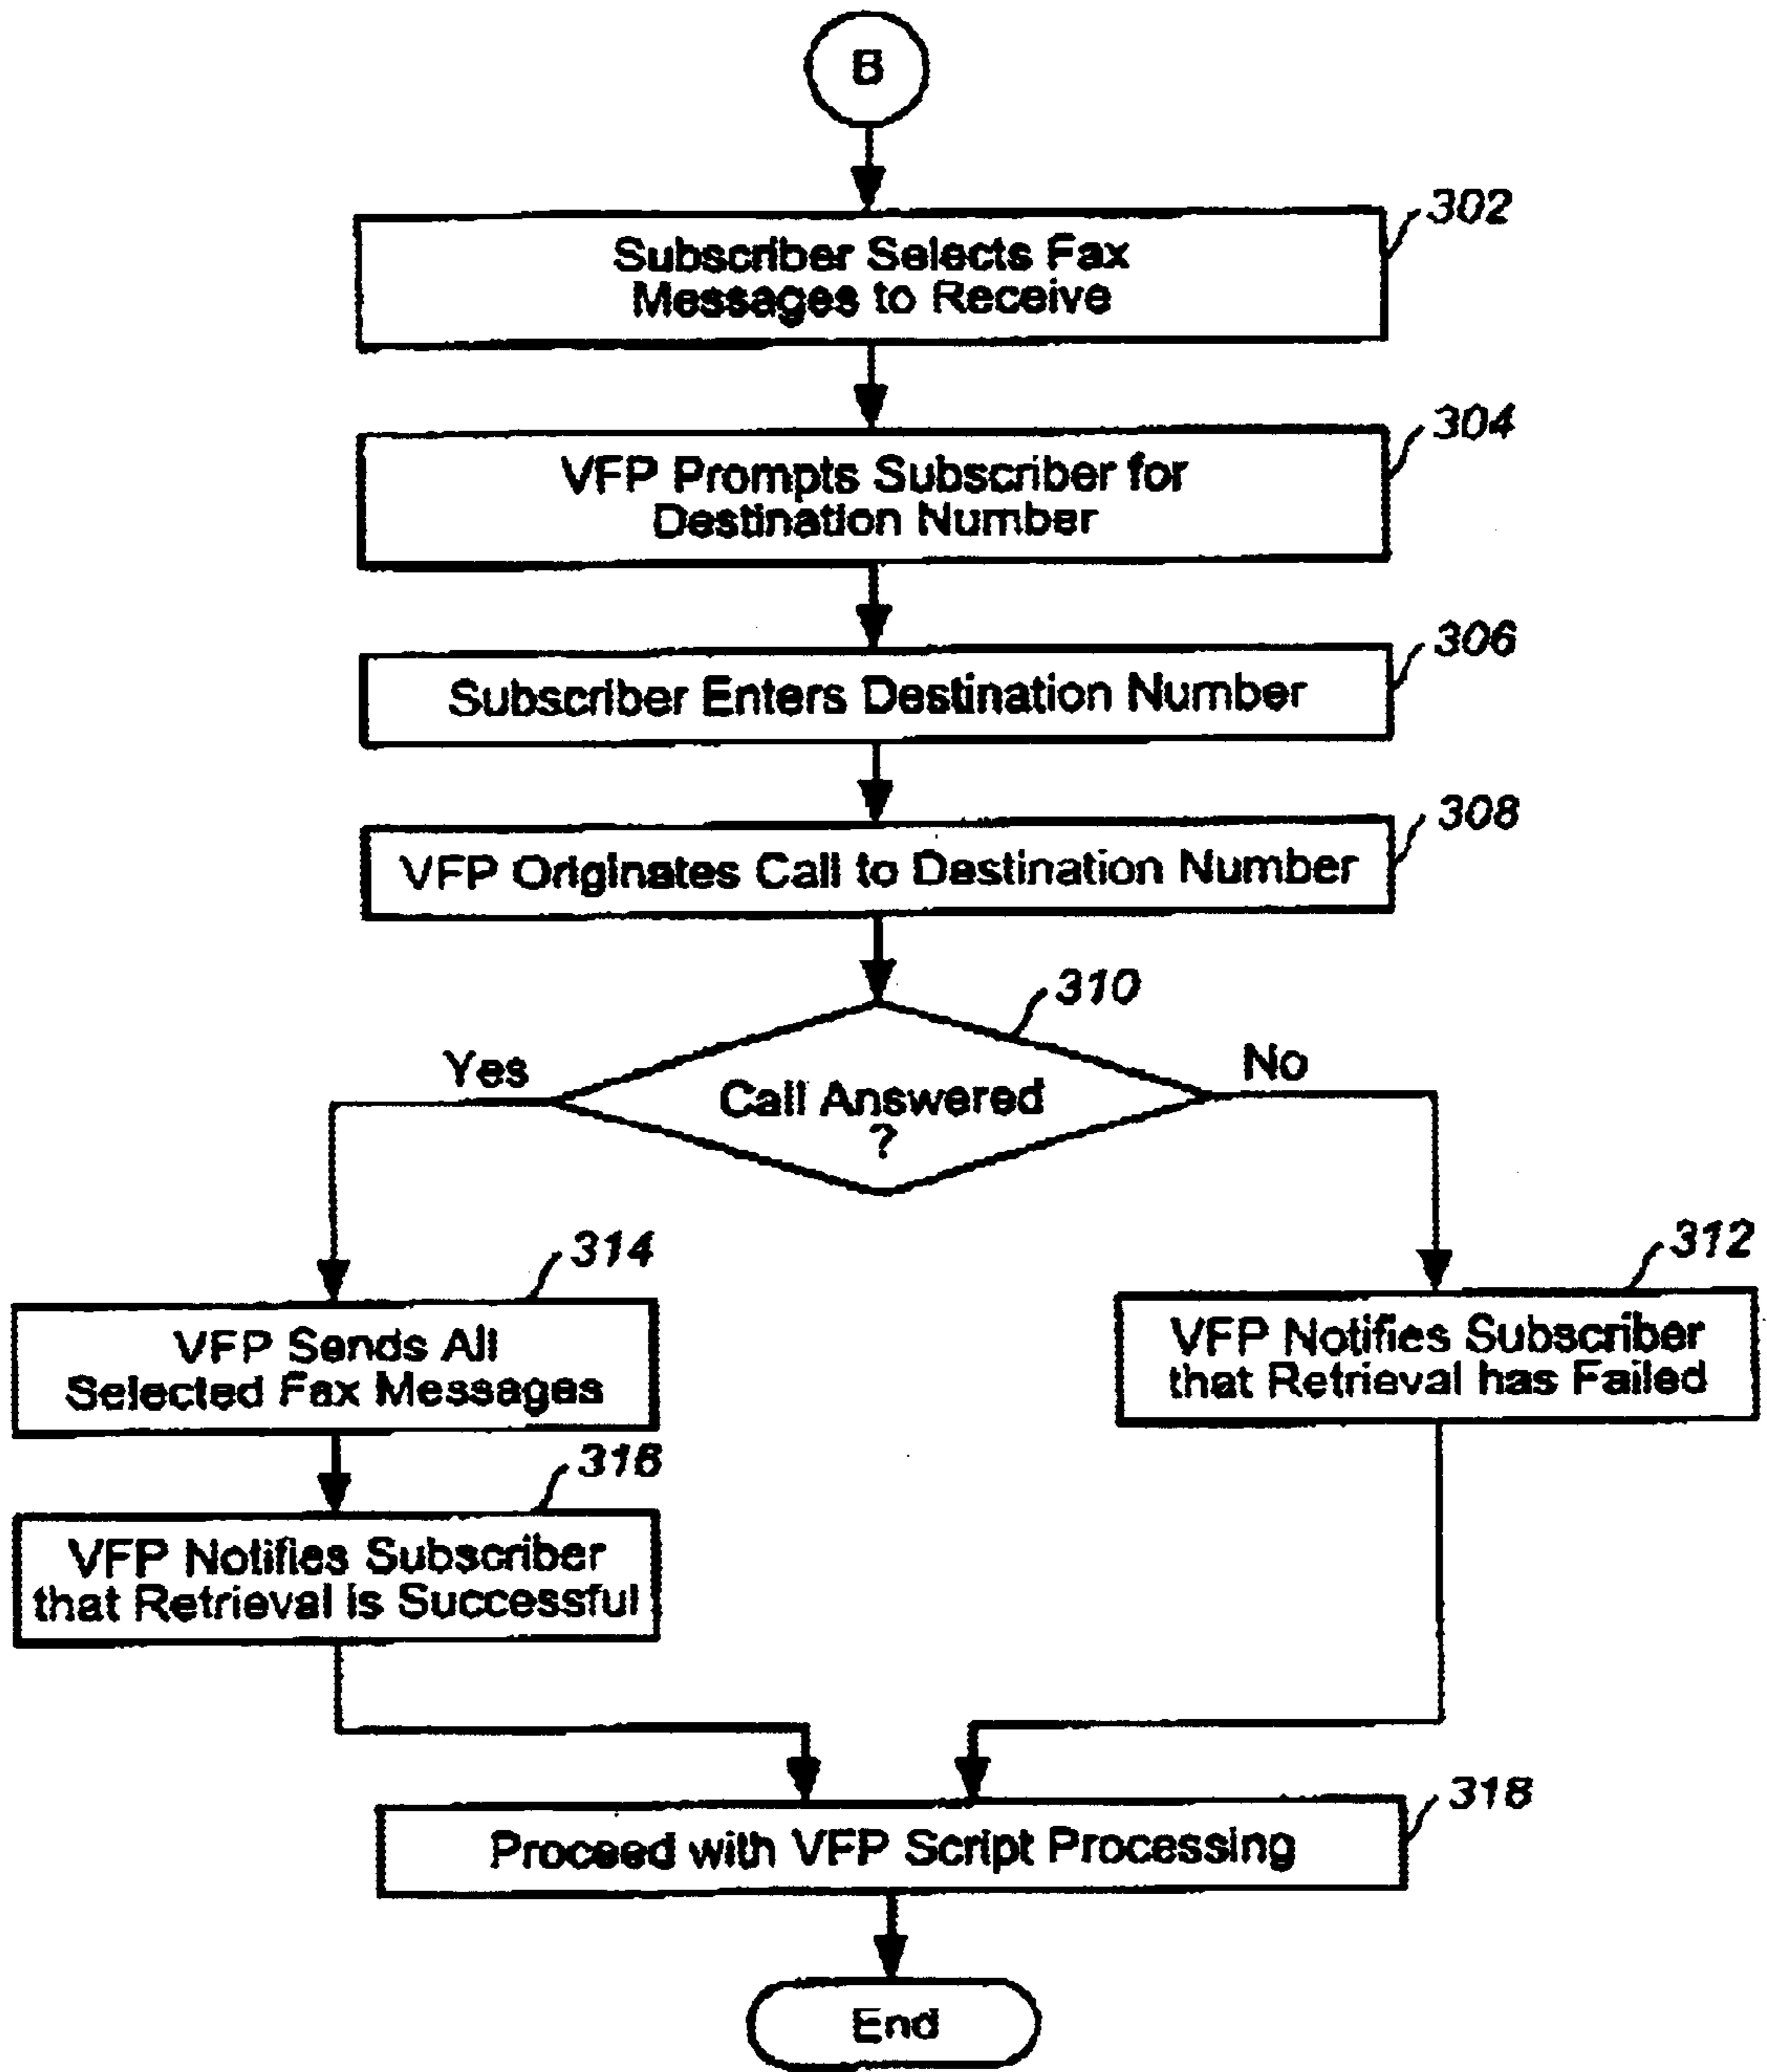 B
302
Subscriber Selects Fax
Messages to Receive
304
VFP Prompts Subscriber for
Destination Number
306
Subscriber Enters Destination Number
308
VFP Originates Call to Destination Number
310
Yes
No
Call Answered
?
314
312
VFP Sends All
Selected Fax Messages
VFP Notifies Subscriber
that Retrieval has Failed
316
VFP Notifies Subscriber
that Retrieval is Successful
318
Proceed with VFP Script Processing
End